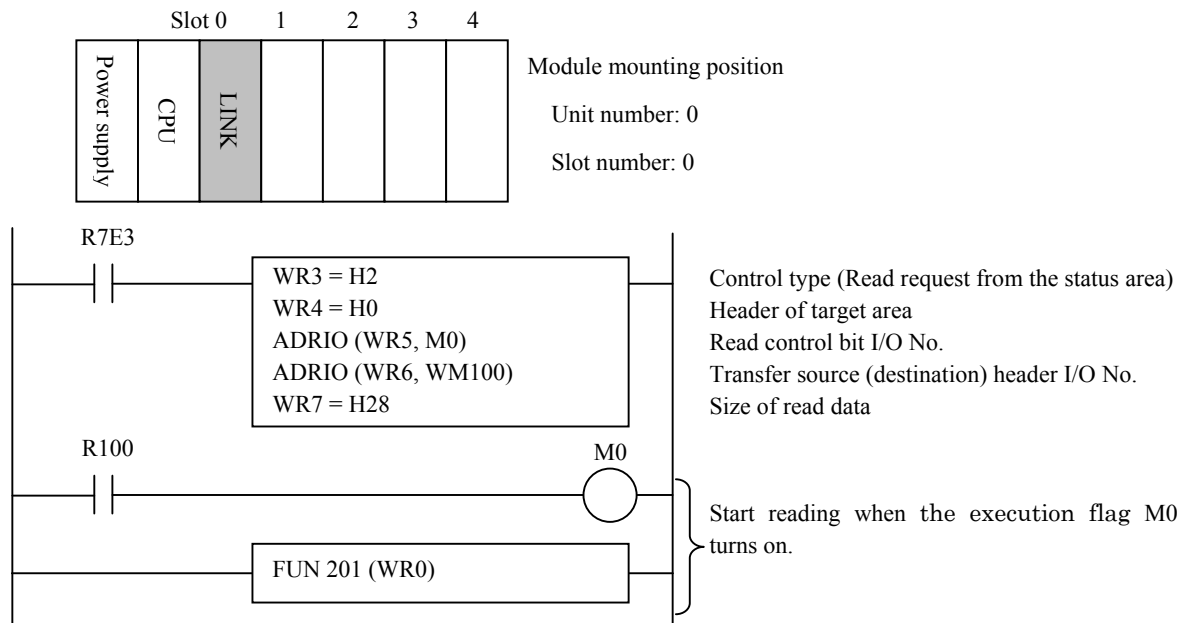 Slot 0 1 2 3 4
Power supply
CPU
LINK
Module mounting position
Unit number: 0
Slot number: 0
R7E3
WR3 = H2
WR4 = H0
ADRIO (WR5, M0)
ADRIO (WR6, WM100)
WR7 = H28
Control type (Read request from the status area)
Header of target area
Read control bit I/O No.
Transfer source (destination) header I/O No.
Size of read data
R100
M0
FUN 201 (WR0)
Start reading when the execution flag M0
turns on.